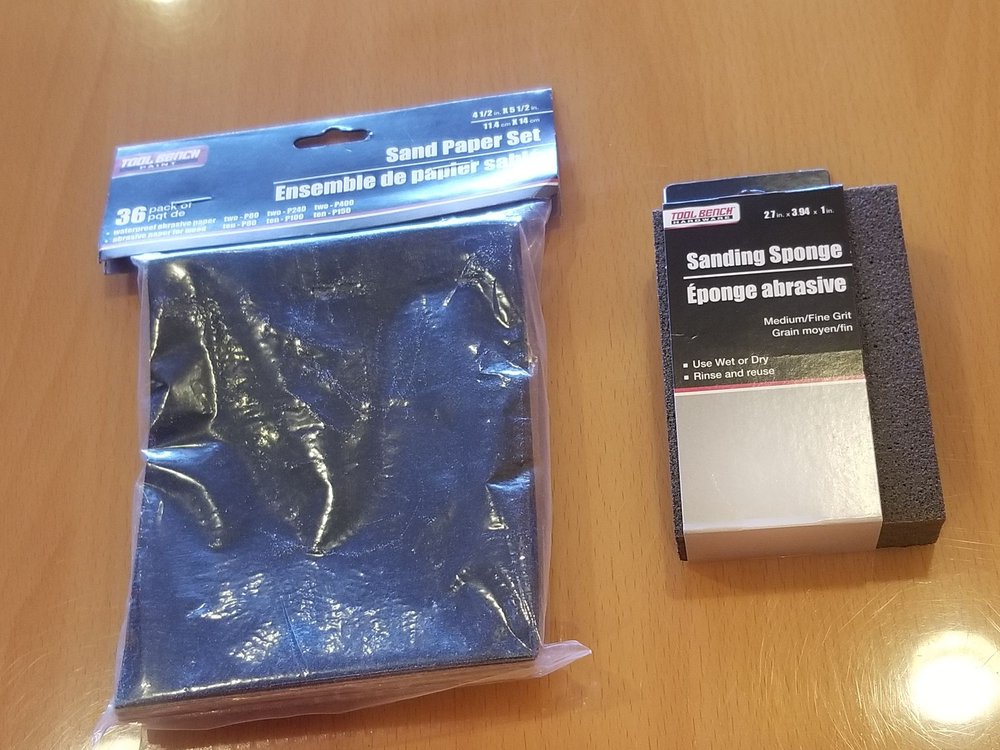 4 1/2 in. X 5 1/2 in.
11.4 cm X 14 cm
TOOL BENCH
PAINT
Sand Paper Set
Ensemble de papier sablé
36 pack of
pqt de
two - P60 two - P240 two - P400
ten - P80 ten - P100 ten - P150
waterproof abrasive paper
abrasive paper for wood
TOOL BENCH
HARDWARE
2.7 in. x 3.94 x 1 in.
Sanding Sponge
Éponge abrasive
Medium/Fine Grit
Grain moyen/fin
▪ Use Wet or Dry
▪ Rinse and reuse